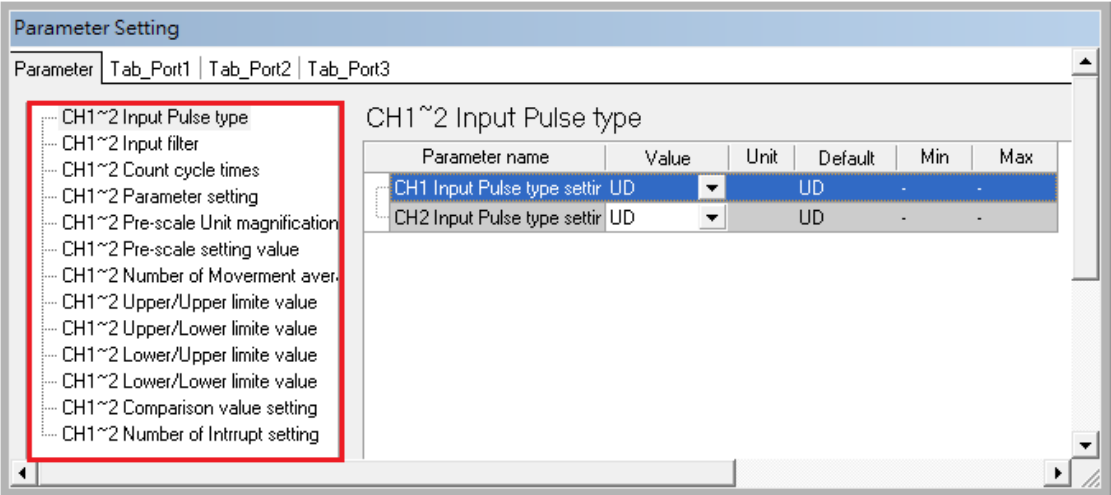 Parameter Setting
Parameter Tab_Port1 Tab_Port2 Tab_Port3
CH1~2 Input Pulse type
CH1~2 Input filter
CH1~2 Count cycle times
CH1~2 Parameter setting
CH1~2 Pre-scale Unit magnification
CH1~2 Pre-scale setting value
CH1~2 Number of Moverment aver
CH1~2 Upper/Upper limite value
CH1~2 Upper/Lower limite value
CH1~2 Lower/Upper limite value
CH1~2 Lower/Lower limite value
CH1~2 Comparison value setting
CH1~2 Number of Intrrupt setting
CH1~2 Input Pulse type
Parameter name Value Unit Default Min Max
CH1 Input Pulse type settir UD UD - -
CH2 Input Pulse type settir UD UD - -